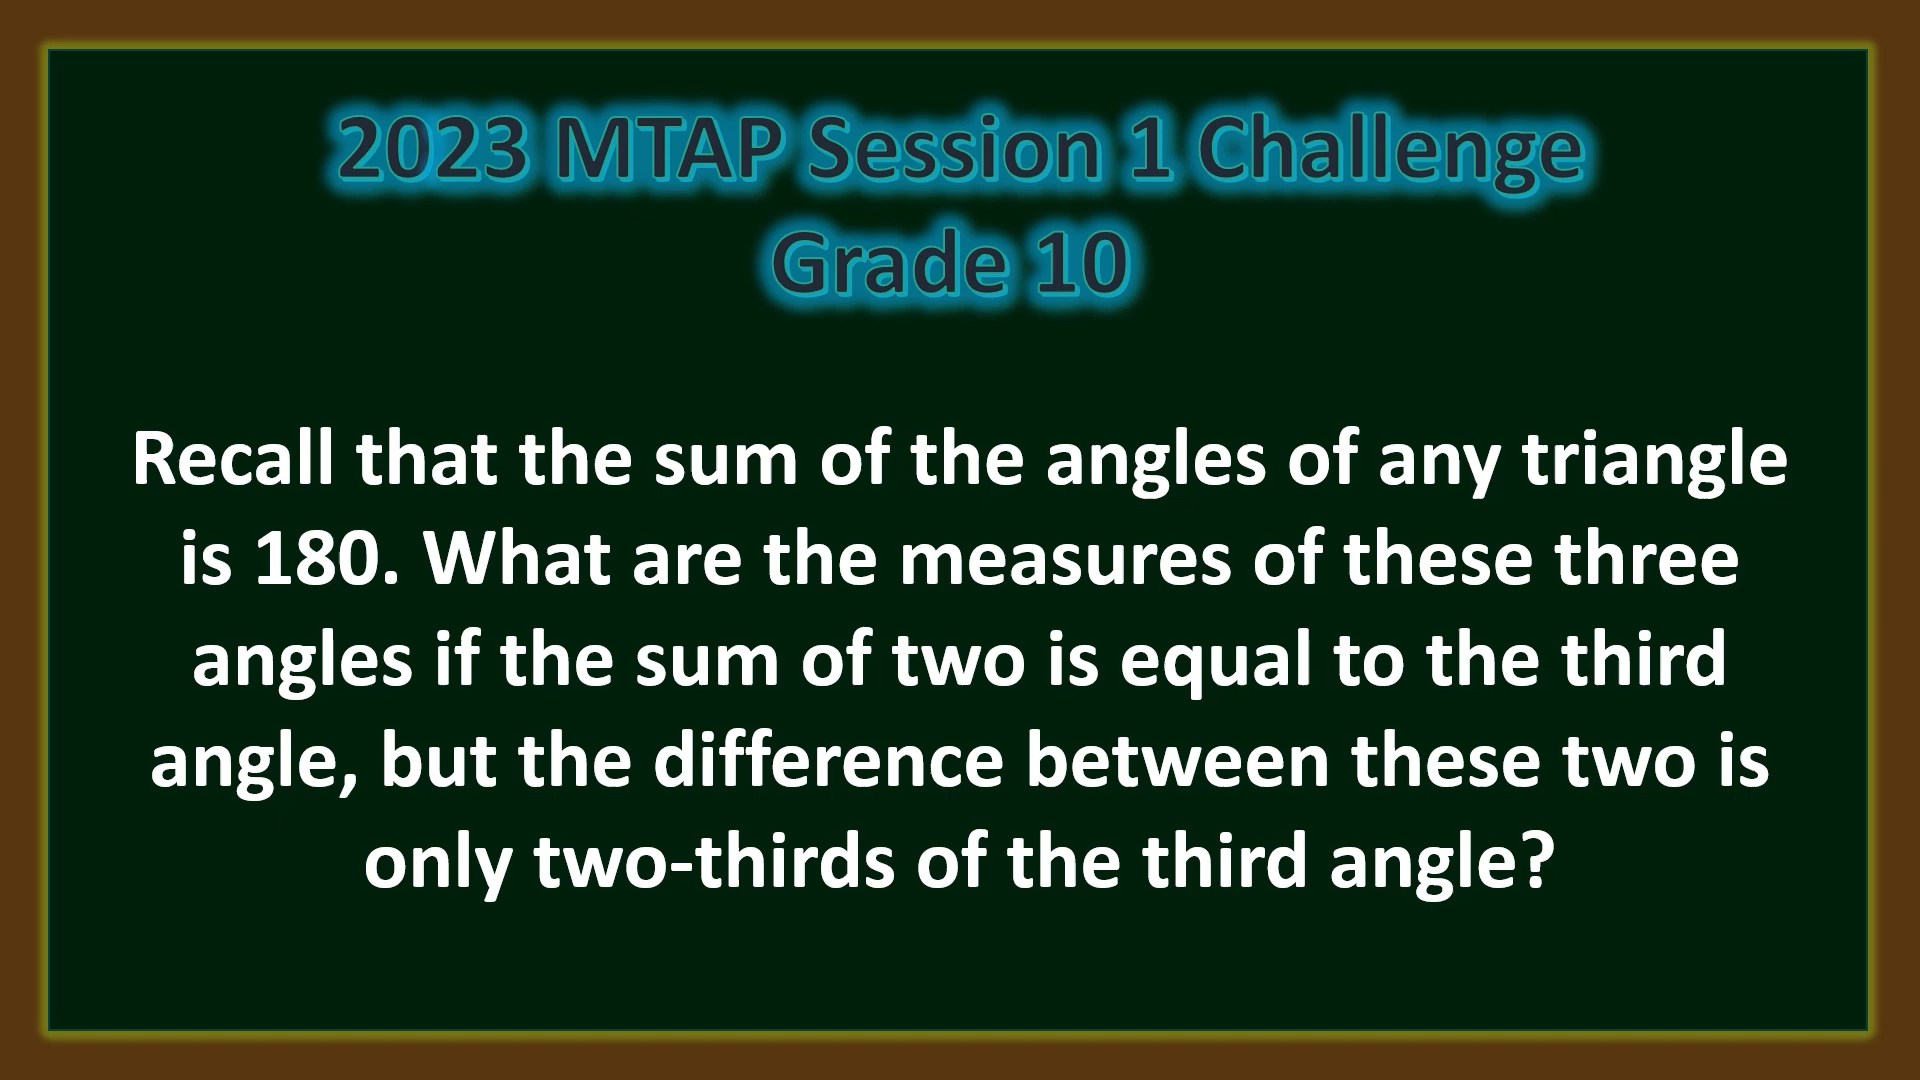 2023 MTAP Session 1 Challenge
Grade 10
Recall that the sum of the angles of any triangle
is 180. What are the measures of these three
angles if the sum of two is equal to the third
angle, but the difference between these two is
only two-thirds of the third angle?